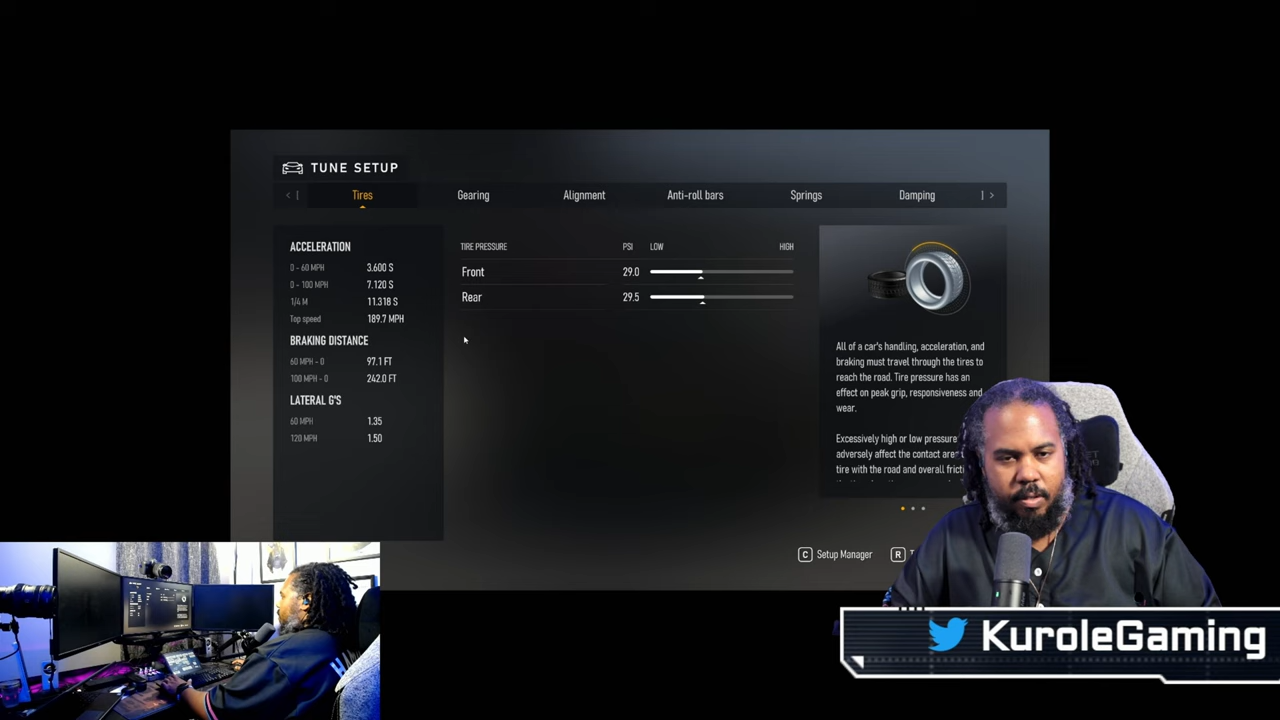 TUNE SETUP
Tires
Gearing
Alignment
Anti-roll bars
Springs
Damping
ACCELERATION
0 - 60 MPH 3.600 S
0 - 100 MPH 7.120 S
1/4 M 11.318 S
Top speed 189.7 MPH
BRAKING DISTANCE
60 MPH - 0 97.1 FT
100 MPH - 0 242.0 FT
LATERAL G'S
60 MPH 1.35
120 MPH 1.50
TIRE PRESSURE PSI LOW HIGH
Front 29.0
Rear 29.5
All of a car's handling, acceleration, and
braking must travel through the tires to
reach the road. Tire pressure has an
effect on peak grip, responsiveness and
wear.
Excessively high or low pressure
adversely affect the contact area
tire with the road and overall fricti
C Setup Manager
R
KuroleGaming